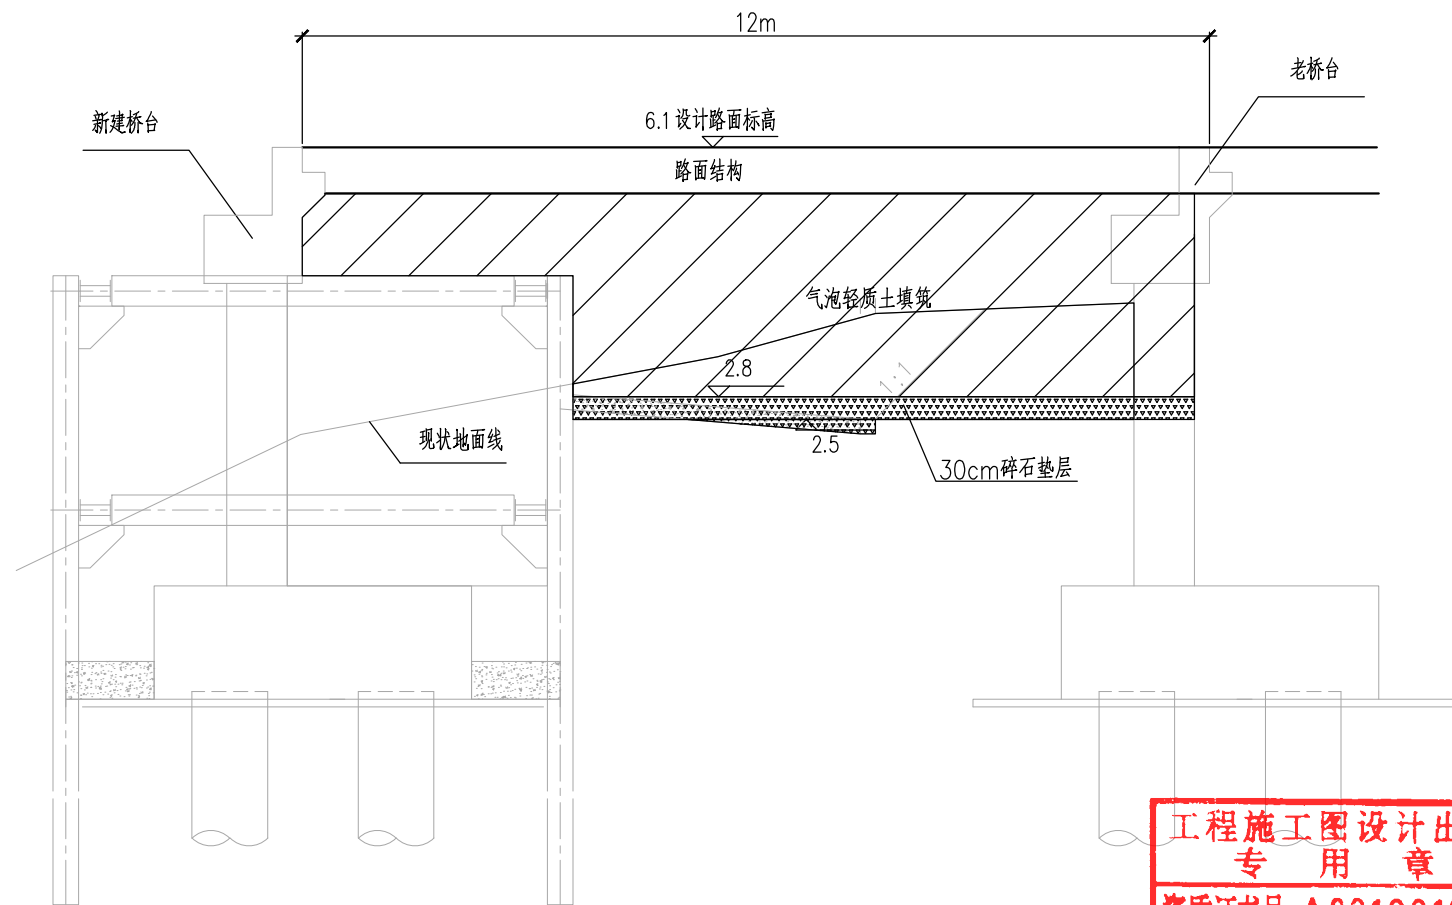 12m
老桥台
新建桥台
6.1 设计路面标高
路面结构
气泡轻质土填筑
1:1
2.8
现状地面线
2.5
30cm碎石垫层
工程施工图设计出
专 用 章